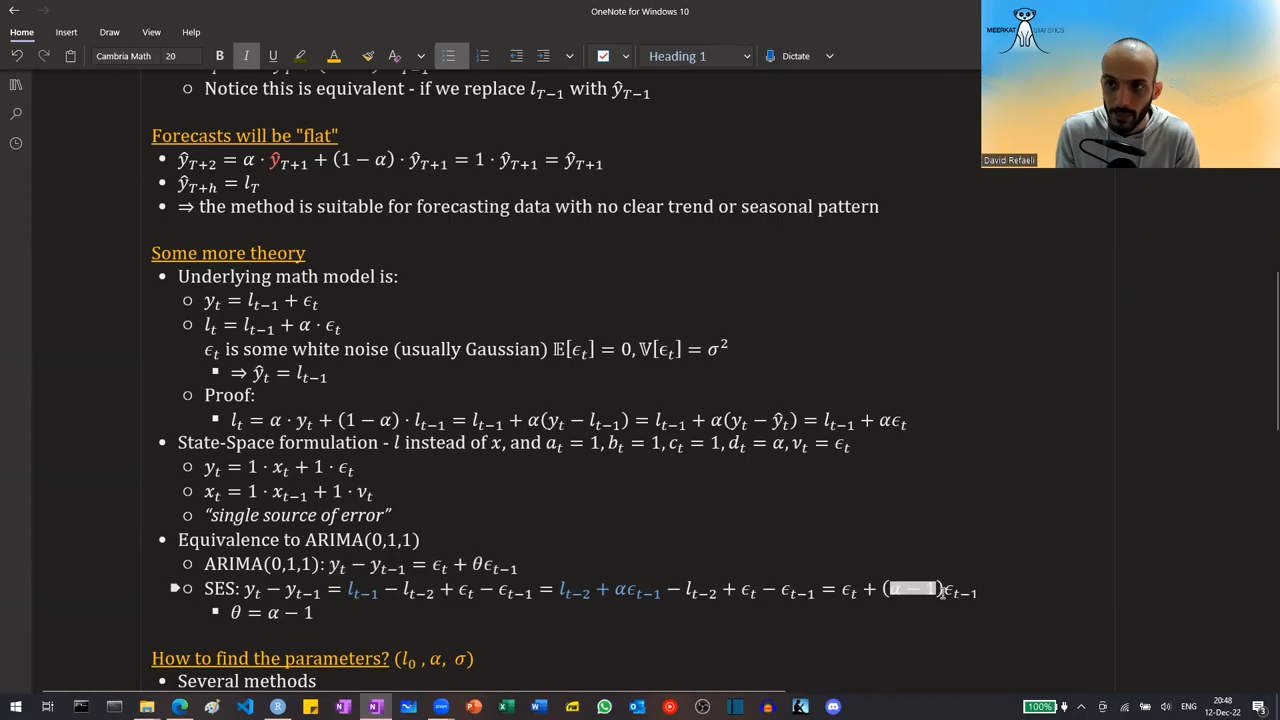 OneNote for Windows 10
MEERKAT STATISTICS
Home Insert Draw View Help
Cambria Math 20 B I U A Heading 1 Dictate
Notice this is equivalent - if we replace l_{T−1} with ŷ_{T−1}
Forecasts will be "flat"
ŷ_{T+2} = α · ŷ_{T+1} + (1 − α) · ŷ_{T+1} = 1 · ŷ_{T+1} = ŷ_{T+1}
ŷ_{T+h} = l_T
⇒ the method is suitable for forecasting data with no clear trend or seasonal pattern
Some more theory
Underlying math model is:
y_t = l_{t−1} + ϵ_t
l_t = l_{t−1} + α · ϵ_t
ϵ_t is some white noise (usually Gaussian) 𝔼[ϵ_t] = 0, 𝕍[ϵ_t] = σ²
⇒ ŷ_t = l_{t−1}
Proof:
l_t = α · y_t + (1 − α) · l_{t−1} = l_{t−1} + α(y_t − l_{t−1}) = l_{t−1} + α(y_t − ŷ_t) = l_{t−1} + αϵ_t
State-Space formulation - l instead of x, and a_t = 1, b_t = 1, c_t = 1, d_t = α, ν_t = ϵ_t
y_t = 1 · x_t + 1 · ϵ_t
x_t = 1 · x_{t−1} + 1 · ν_t
"single source of error"
Equivalence to ARIMA(0,1,1)
ARIMA(0,1,1): y_t − y_{t−1} = ϵ_t + θϵ_{t−1}
SES: y_t − y_{t−1} = l_{t−1} − l_{t−2} + ϵ_t − ϵ_{t−1} = l_{t−2} + αϵ_{t−1} − l_{t−2} + ϵ_t − ϵ_{t−1} = ϵ_t + (α − 1)ϵ_{t−1}
θ = α − 1
How to find the parameters? (l_0 , α, σ)
Several methods
David Refaeli
100% ENG 20:48
12-Dec-22